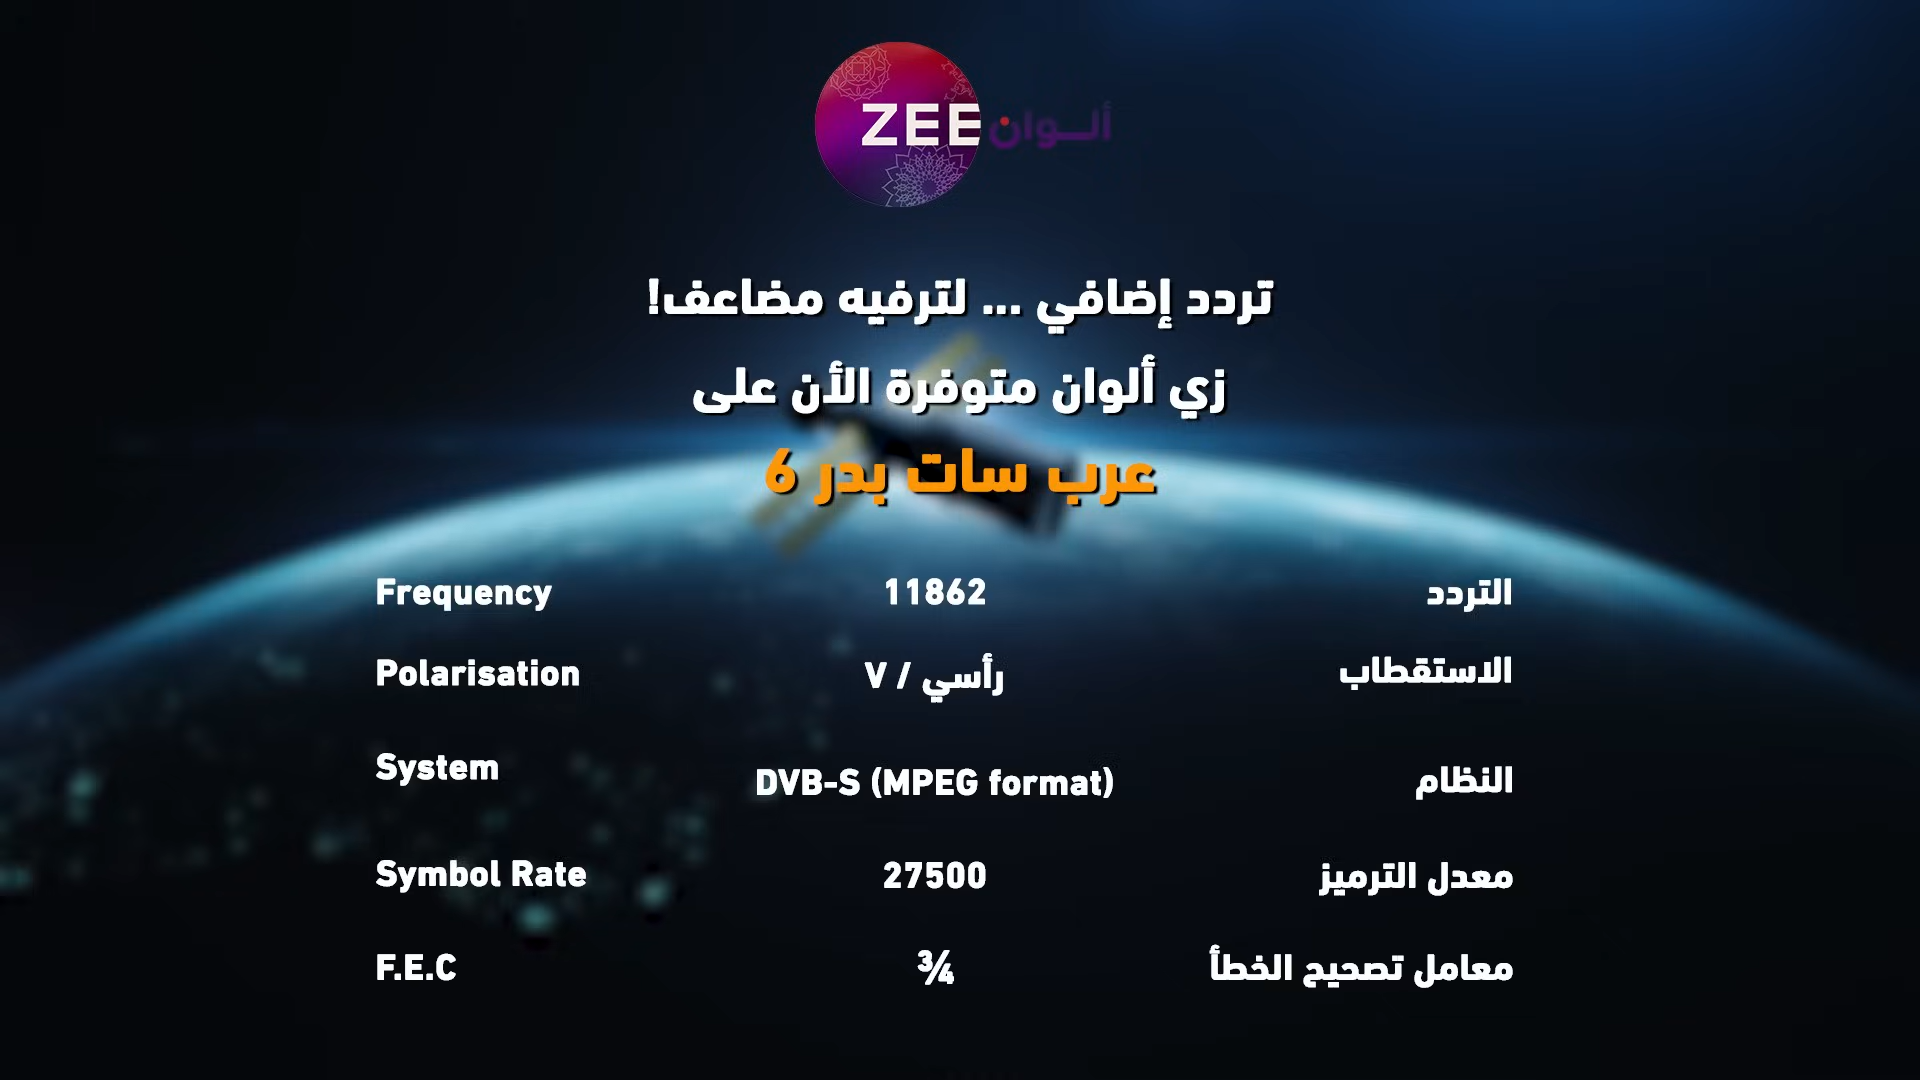 ZEE ألوان
تردد إضافي ... لترفيه مضاعف!
زي ألوان متوفرة الأن على
عرب سات بدر 6
Frequency 11862 التردد
Polarisation رأسي / V الاستقطاب
System DVB-S (MPEG format) النظام
Symbol Rate 27500 معدل الترميز
F.E.C ¾ معامل تصحيح الخطأ